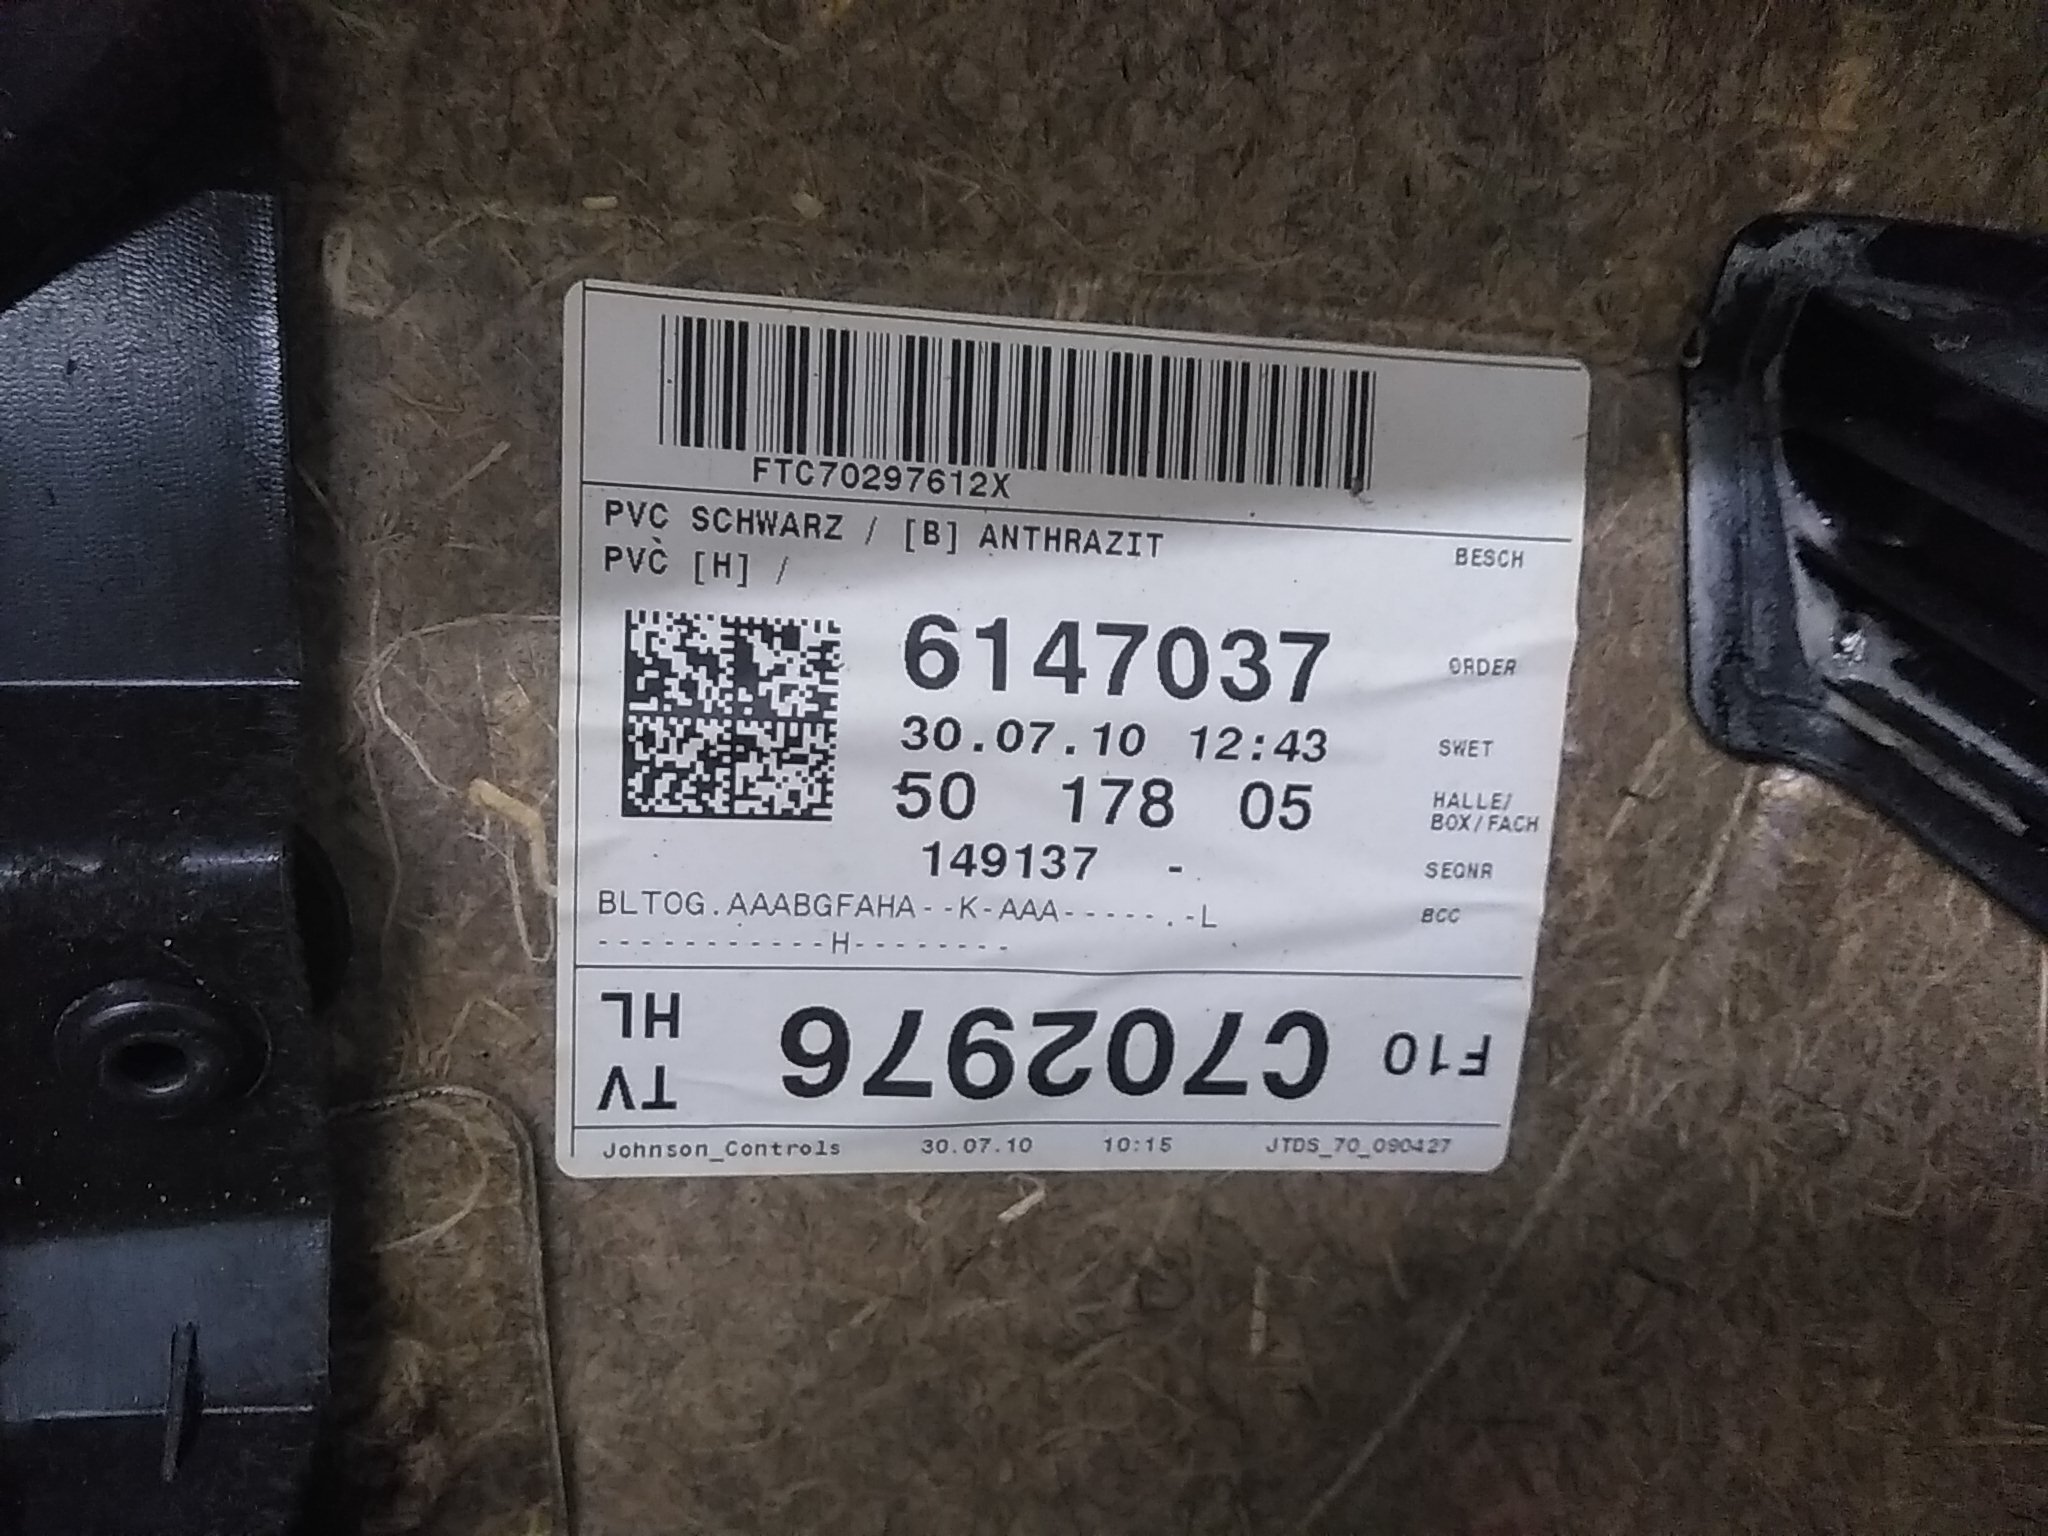 FTC70297612X
PVC SCHWARZ / [B] ANTHRAZIT
PVC [H] /
BESCH
6147037 ORDER
30.07.10 12:43 SWET
50 178 05 HALLE/
BOX/FACH
149137 - SEQNR
BLTOG.AAABGFAHA--K-AAA-----.-L BCC
------------H--------
F10 C702976 TV
HL
Johnson_Controls 30.07.10 10:15 JTDS_70_090427